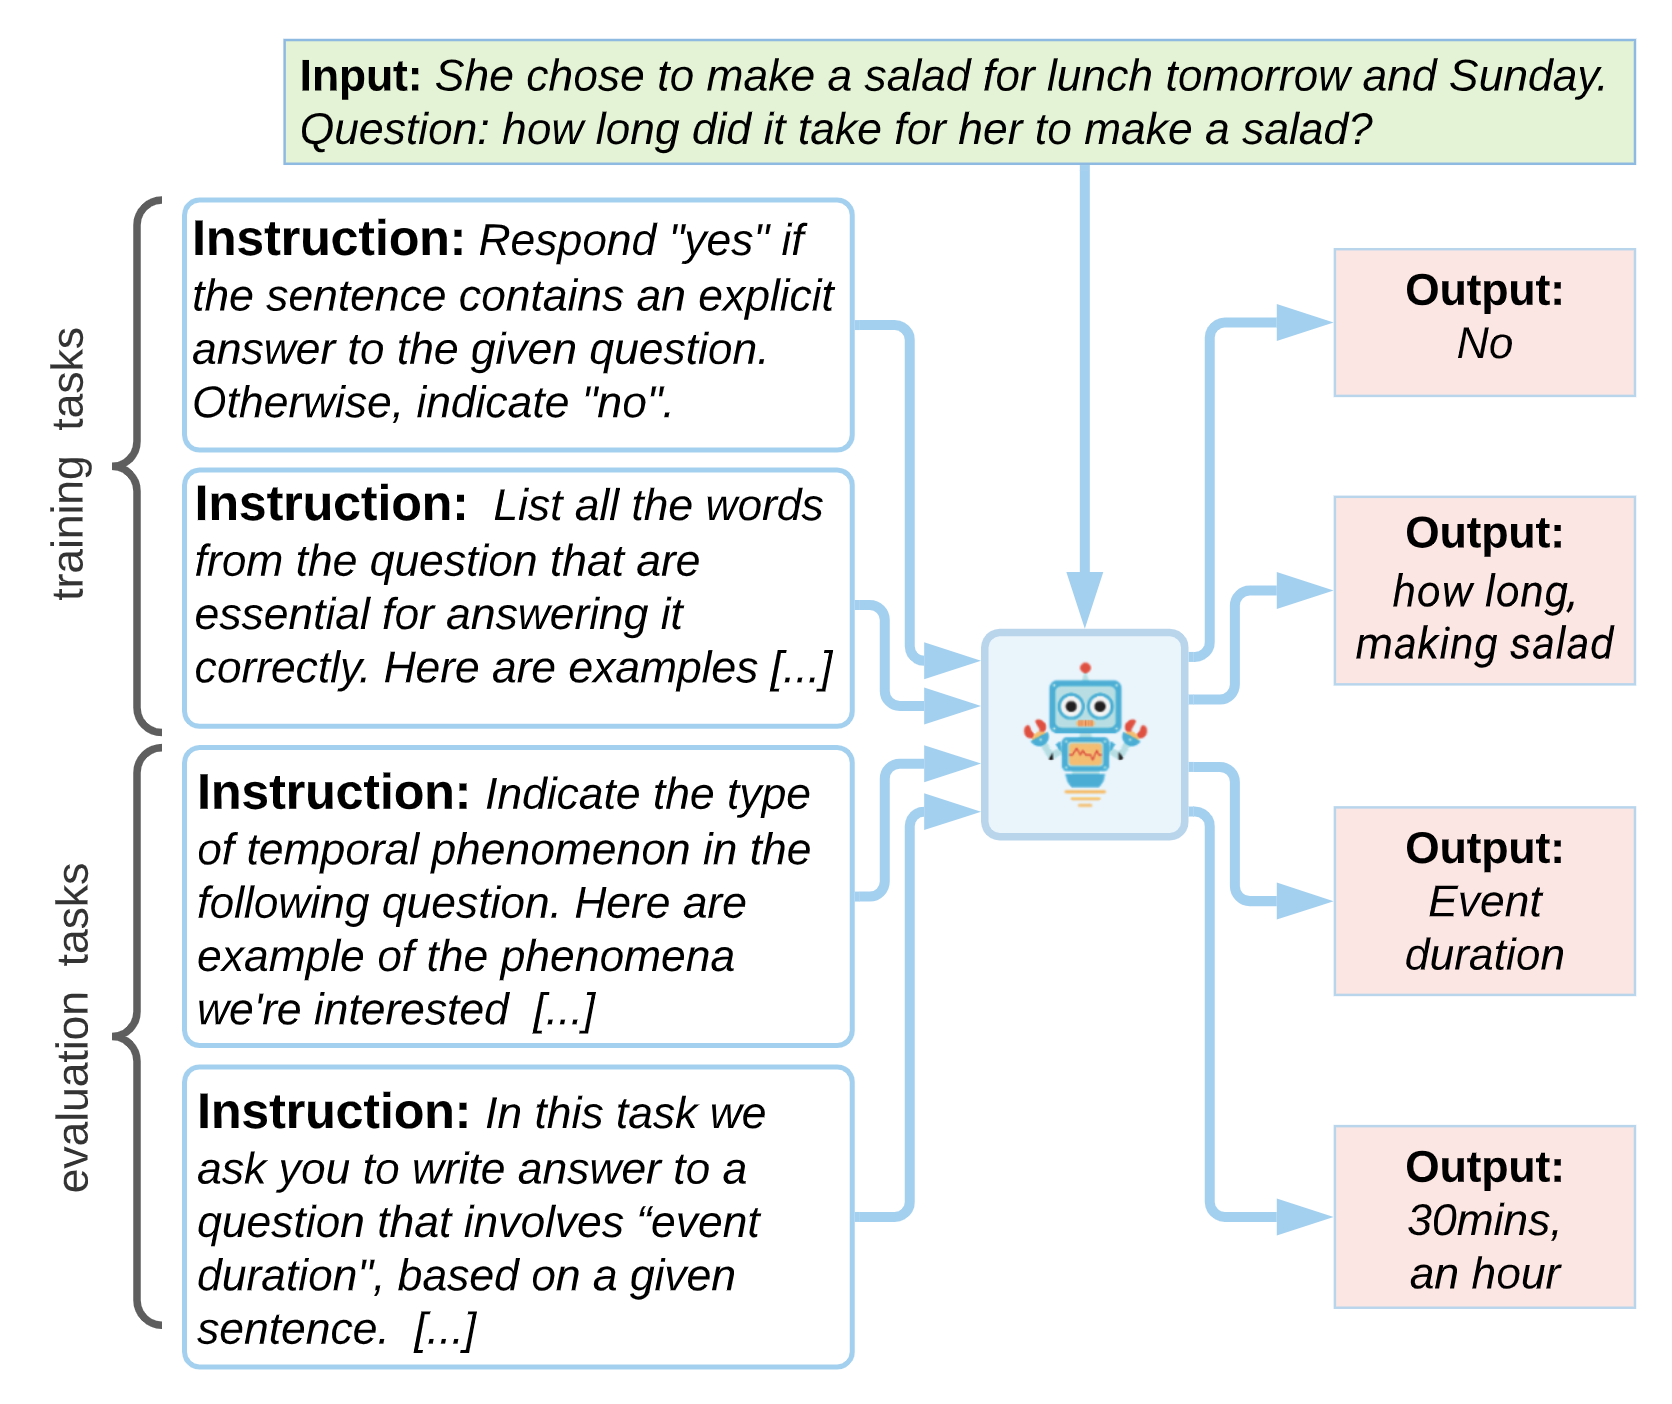 Input: She chose to make a salad for lunch tomorrow and Sunday.
Question: how long did it take for her to make a salad?
training tasks
Instruction: Respond "yes" if
the sentence contains an explicit
answer to the given question.
Otherwise, indicate "no".
Instruction: List all the words
from the question that are
essential for answering it
correctly. Here are examples [...]
evaluation tasks
Instruction: Indicate the type
of temporal phenomenon in the
following question. Here are
example of the phenomena
we're interested [...]
Instruction: In this task we
ask you to write answer to a
question that involves “event
duration", based on a given
sentence. [...]
Output:
No
Output:
how long,
making salad
Output:
Event
duration
Output:
30mins,
an hour